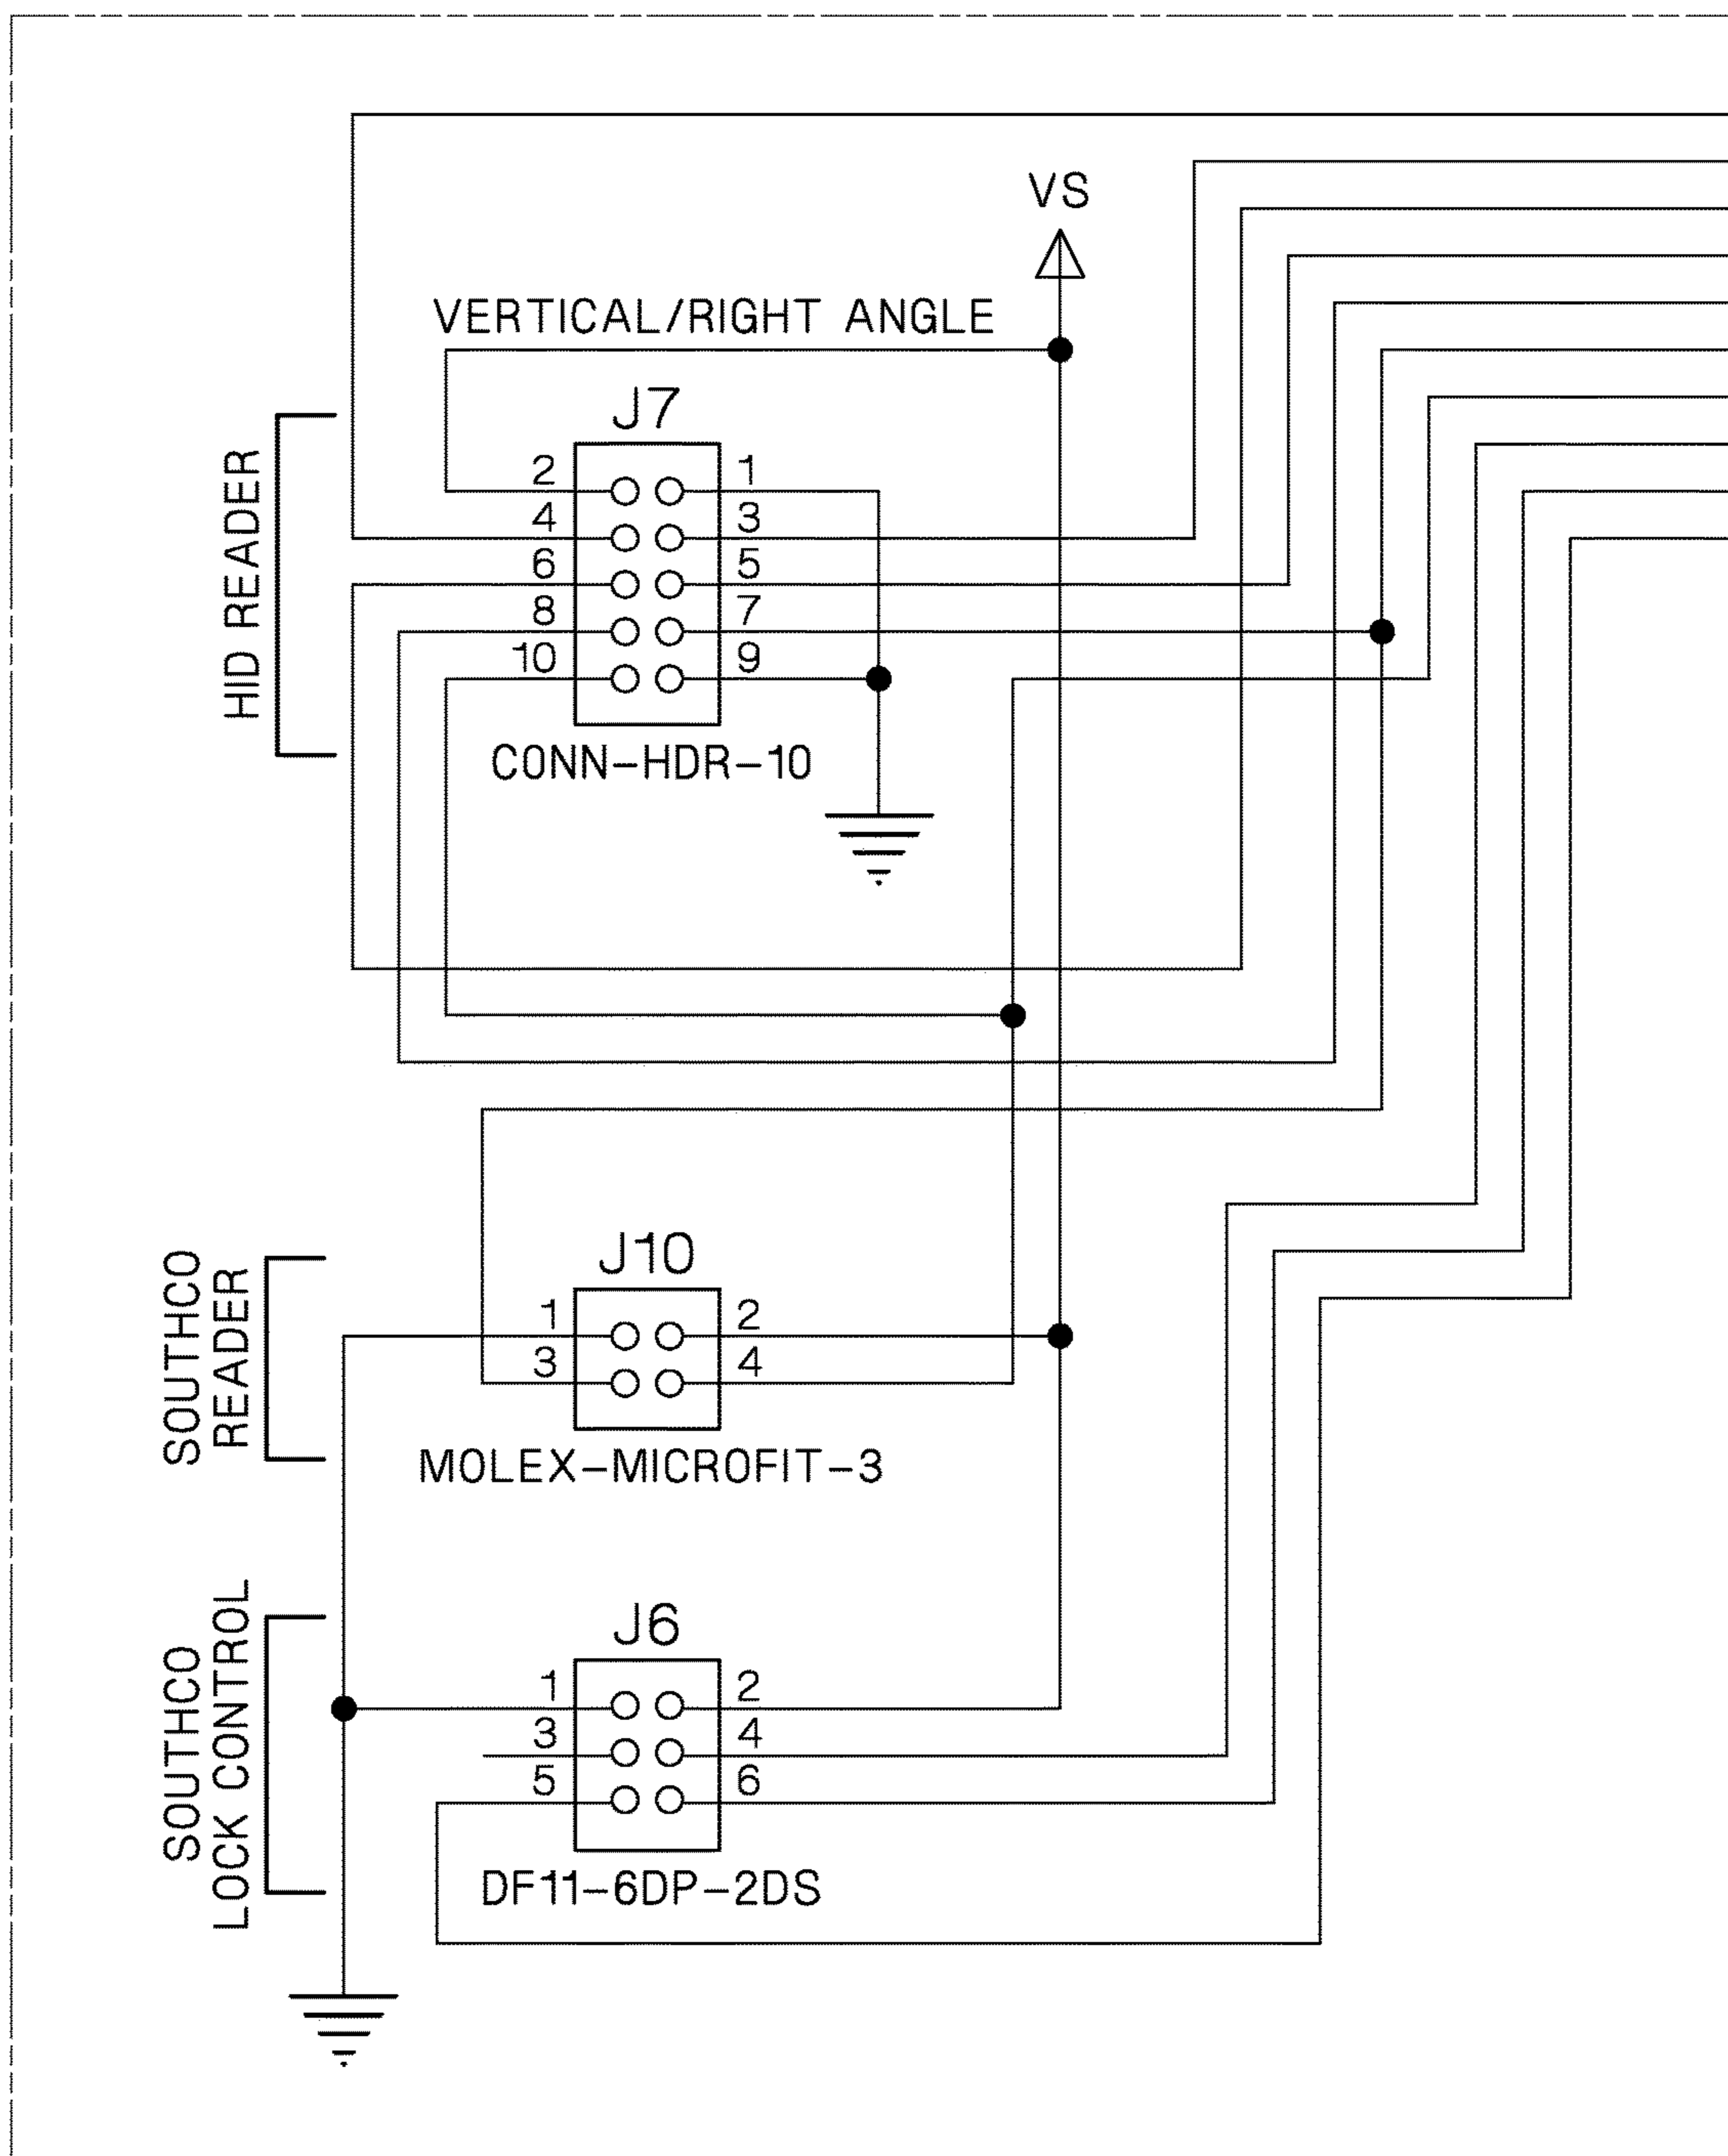 VS
VERTICAL/RIGHT ANGLE
HID READER
J7
2 1
4 3
6 5
8 7
10 9
CONN-HDR-10
SOUTHCO
READER
J10
1 2
3 4
MOLEX-MICROFIT-3
SOUTHCO
LOCK CONTROL
J6
1 2
3 4
5 6
DF11-6DP-2DS